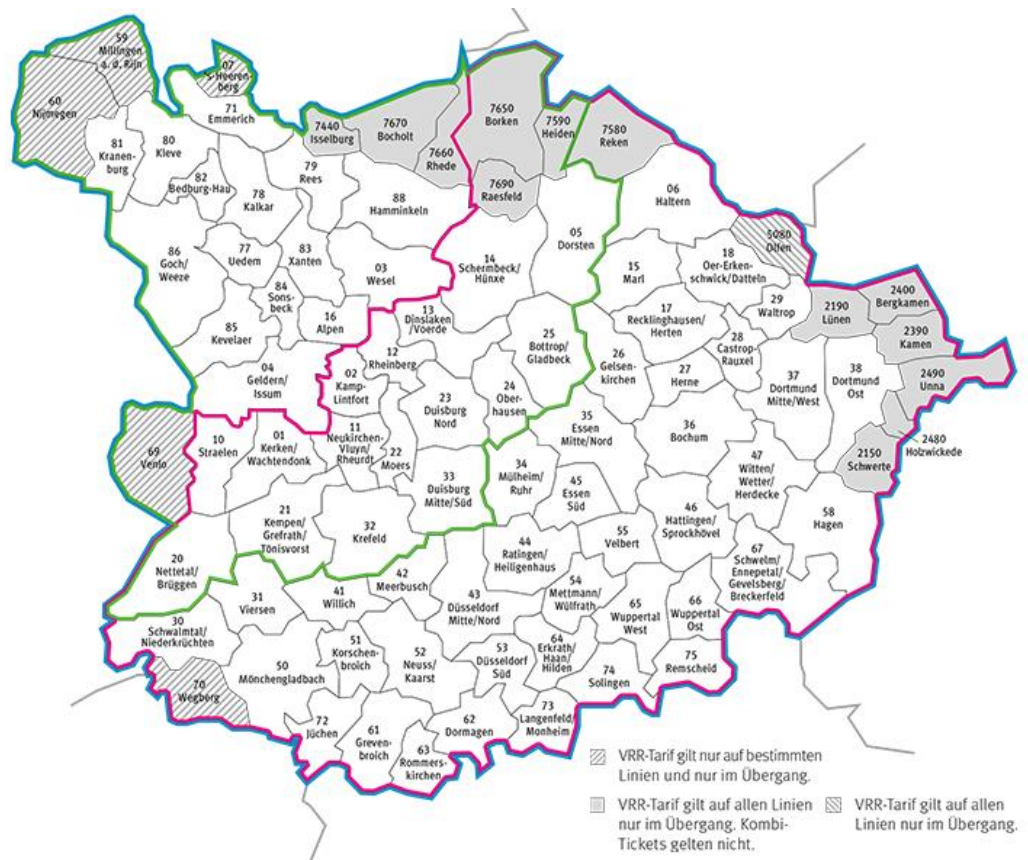 59
Millingen
a. d. Rijn
07
's-Heeren-
berg
60
Nijmegen
71
Emmerich
7440
Isselburg
7670
Bocholt
7660
Rhede
7650
Borken
7590
Heiden
7580
Reken
81
Kranen-
burg
80
Kleve
82
Bedburg-Hau
79
Rees
78
Kalkar
88
Hamminkeln
7690
Raesfeld
06
Haltern
5080
Olfen
86
Goch/
Weeze
77
Uedem
83
Xanten
03
Wesel
14
Schermbeck/
Hünxe
05
Dorsten
15
Marl
18
Oer-Erken-
schwick/Datteln
84
Sons-
beck
16
Alpen
13
Dinslaken
/Voerde
17
Recklinghausen/
Herten
29
Waltrop
2190
Lünen
2400
Bergkamen
2390
Kamen
85
Kevelaer
04
Geldern/
Issum
02
Kamp-
Lintfort
12
Rheinberg
25
Bottrop/
Gladbeck
26
Gelsen-
kirchen
28
Castrop-
Rauxel
27
Herne
37
Dortmund
Mitte/West
38
Dortmund
Ost
2490
Unna
24
Ober-
hausen
23
Duisburg
Nord
35
Essen
Mitte/Nord
36
Bochum
2480
Holzwickede
2150
Schwerte
69
Venlo
10
Straelen
01
Kerken/
Wachtendonk
11
Neukirchen-
Vluyn/
Rheurdt
22
Moers
33
Duisburg
Mitte/Süd
34
Mülheim/
Ruhr
45
Essen
Süd
47
Witten/
Wetter/
Herdecke
58
Hagen
21
Kempen/
Grefrath/
Tönisvorst
32
Krefeld
44
Ratingen/
Heiligenhaus
55
Velbert
46
Hattingen/
Sprockhövel
67
Schwelm/
Ennepetal/
Gevelsberg/
Breckerfeld
20
Nettetal/
Brüggen
31
Viersen
41
Willich
42
Meerbusch
43
Düsseldorf
Mitte/Nord
54
Mettmann/
Wülfrath
65
Wuppertal
West
66
Wuppertal
Ost
30
Schwalmtal/
Niederkrüchten
50
Mönchengladbach
51
Korschen-
broich
52
Neuss/
Kaarst
53
Düsseldorf
Süd
64
Erkrath/
Haan/
Hilden
74
Solingen
75
Remscheid
70
Wegberg
72
Jüchen
61
Greven-
broich
63
Rommers-
kirchen
62
Dormagen
73
Langenfeld/
Monheim
VRR-Tarif gilt nur auf bestimmten
Linien und nur im Übergang.
VRR-Tarif gilt auf allen Linien
nur im Übergang. Kombi-
Tickets gelten nicht.
VRR-Tarif gilt auf allen
Linien nur im Übergang.